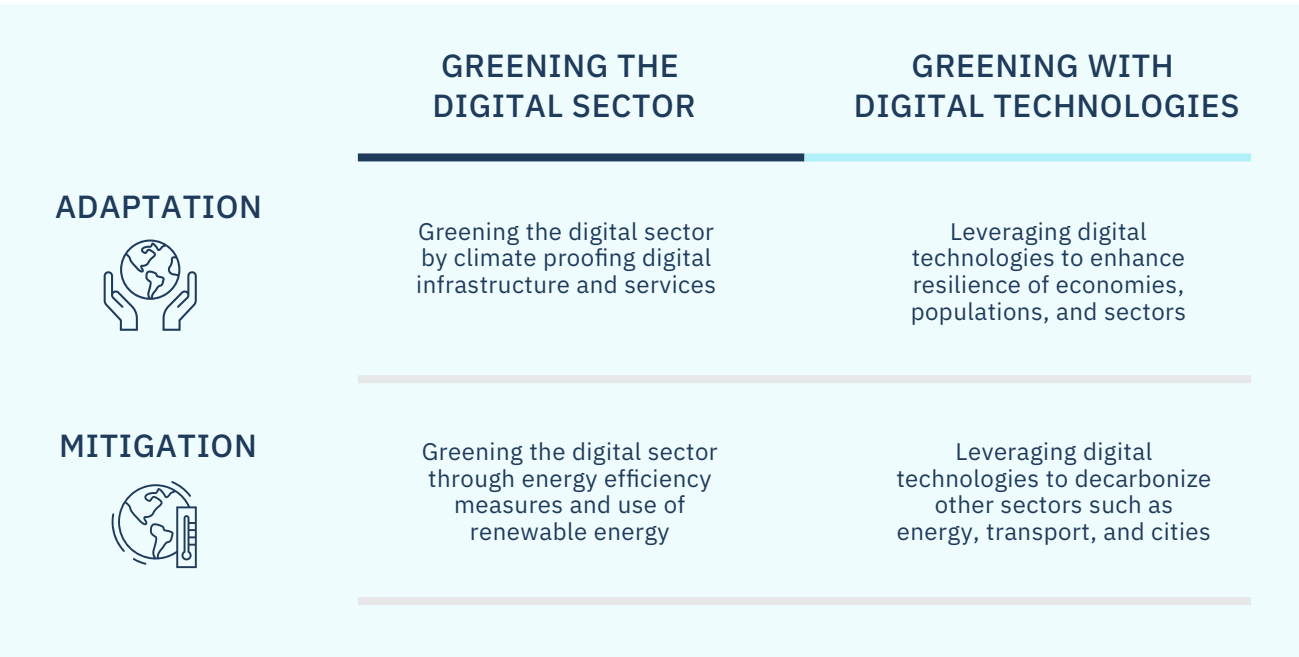 GREENING THE
DIGITAL SECTOR
GREENING WITH
DIGITAL TECHNOLOGIES
ADAPTATION
Greening the digital sector
by climate proofing digital
infrastructure and services
Leveraging digital
technologies to enhance
resilience of economies,
populations, and sectors
MITIGATION
Greening the digital sector
through energy efficiency
measures and use of
renewable energy
Leveraging digital
technologies to decarbonize
other sectors such as
energy, transport, and cities